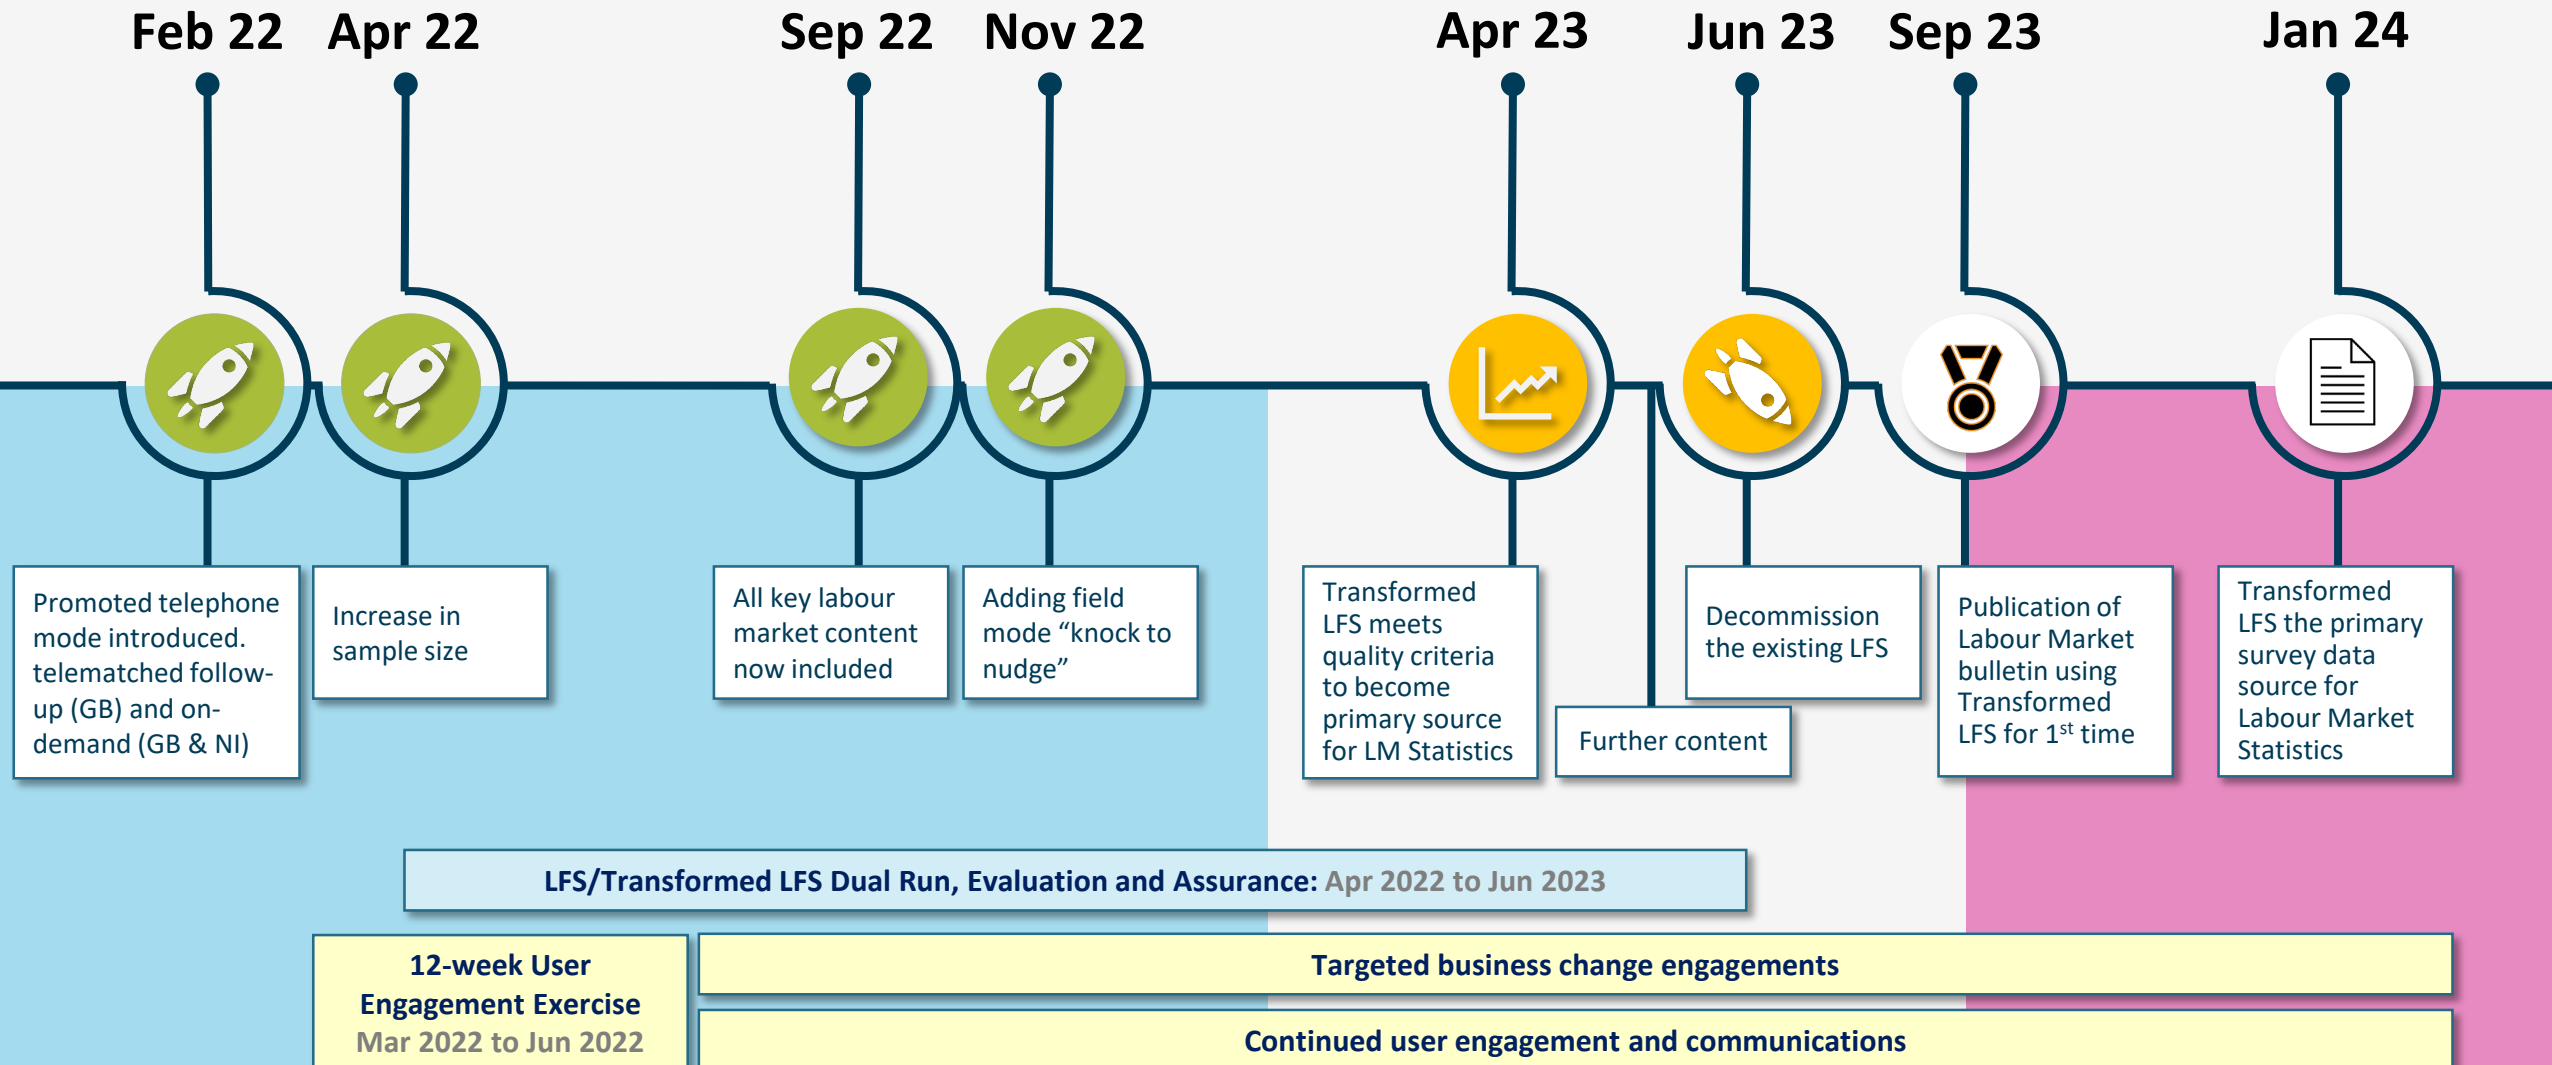 Feb 22
Apr 22
Sep 22
Nov 22
Apr 23
Jun 23
Sep 23
Jan 24
Promoted telephone
mode introduced.
telematched follow-
up (GB) and on-
demand (GB & NI)
Increase in
sample size
All key labour
market content
now included
Adding field
mode “knock to
nudge”
Transformed
LFS meets
quality criteria
to become
primary source
for LM Statistics
Further content
Decommission
the existing LFS
Publication of
Labour Market
bulletin using
Transformed
LFS for 1st time
Transformed
LFS the primary
survey data
source for
Labour Market
Statistics
LFS/Transformed LFS Dual Run, Evaluation and Assurance: Apr 2022 to Jun 2023
12-week User
Engagement Exercise
Mar 2022 to Jun 2022
Targeted business change engagements
Continued user engagement and communications